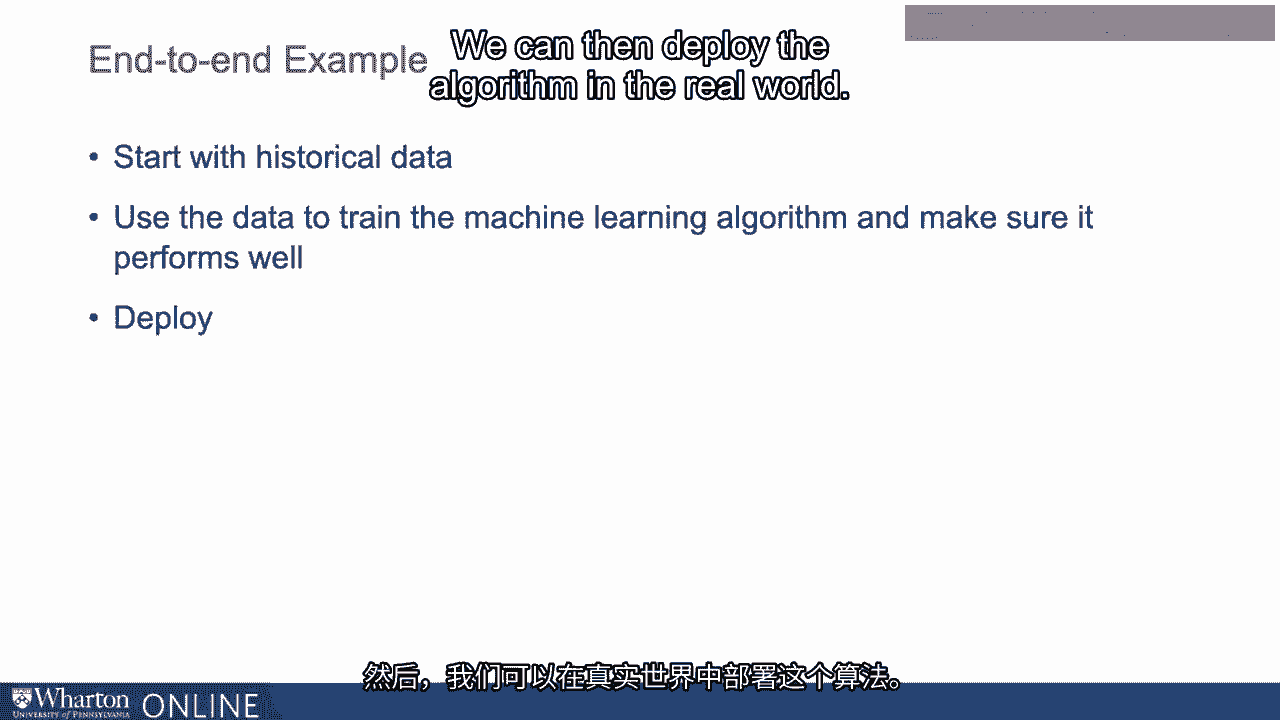 End-to-end Example
We can then deploy the
algorithm in the real world.
• Start with historical data
• Use the data to train the machine learning algorithm and make sure it
performs well
• Deploy
然后，我们可以在真实世界中部署这个算法。
Wharton
UNIVERSITY of PENNSYLVANIA
ONLINE